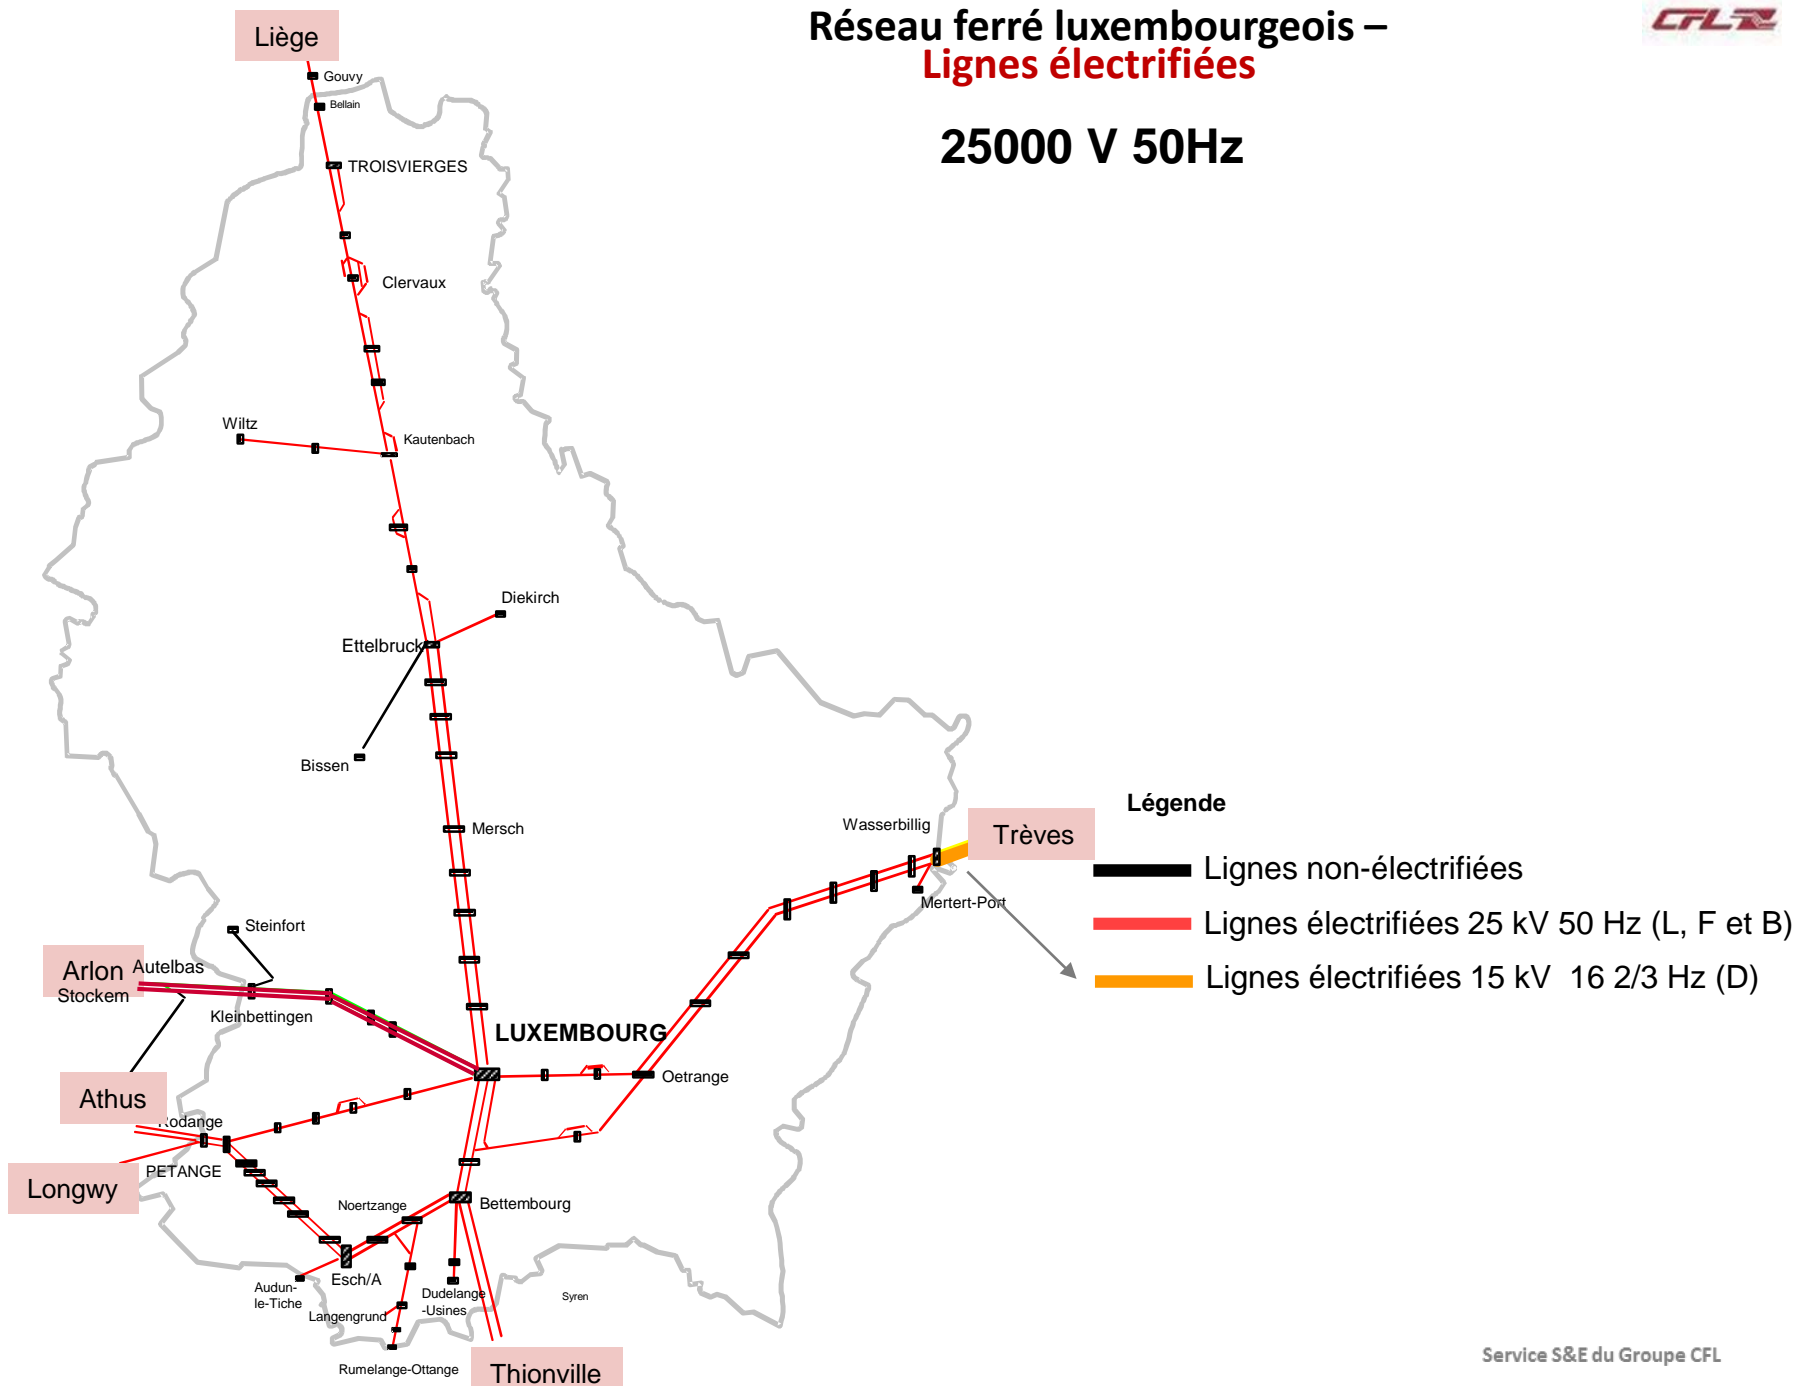 Réseau ferré luxembourgeois –
Lignes électrifiées
CFL
25000 V 50Hz
Liège
Gouvy
Bellain
TROISVIERGES
Clervaux
Wiltz
Kautenbach
Diekirch
Ettelbruck
Bissen
Mersch
Wasserbillig
Trèves
Mertert-Port
Légende
Lignes non-électrifiées
Lignes électrifiées 25 kV 50 Hz (L, F et B)
Lignes électrifiées 15 kV 16 2/3 Hz (D)
Steinfort
Arlon
Stockem
Autelbas
Kleinbettingen
LUXEMBOURG
Oetrange
Athus
Rodange
PETANGE
Longwy
Noertzange
Bettembourg
Esch/A
Audun-
le-Tiche
Langengrund
Dudelange
-Usines
Syren
Rumelange-Ottange
Thionville
Service S&E du Groupe CFL